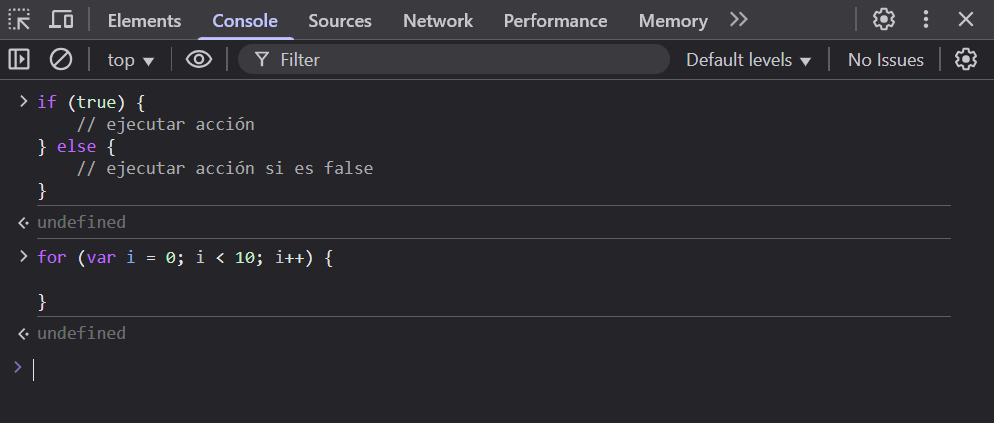 Elements Console Sources Network Performance Memory
top Filter Default levels No Issues
if (true) {
    // ejecutar acción
} else {
    // ejecutar acción si es false
}
undefined
for (var i = 0; i < 10; i++) {
}
undefined